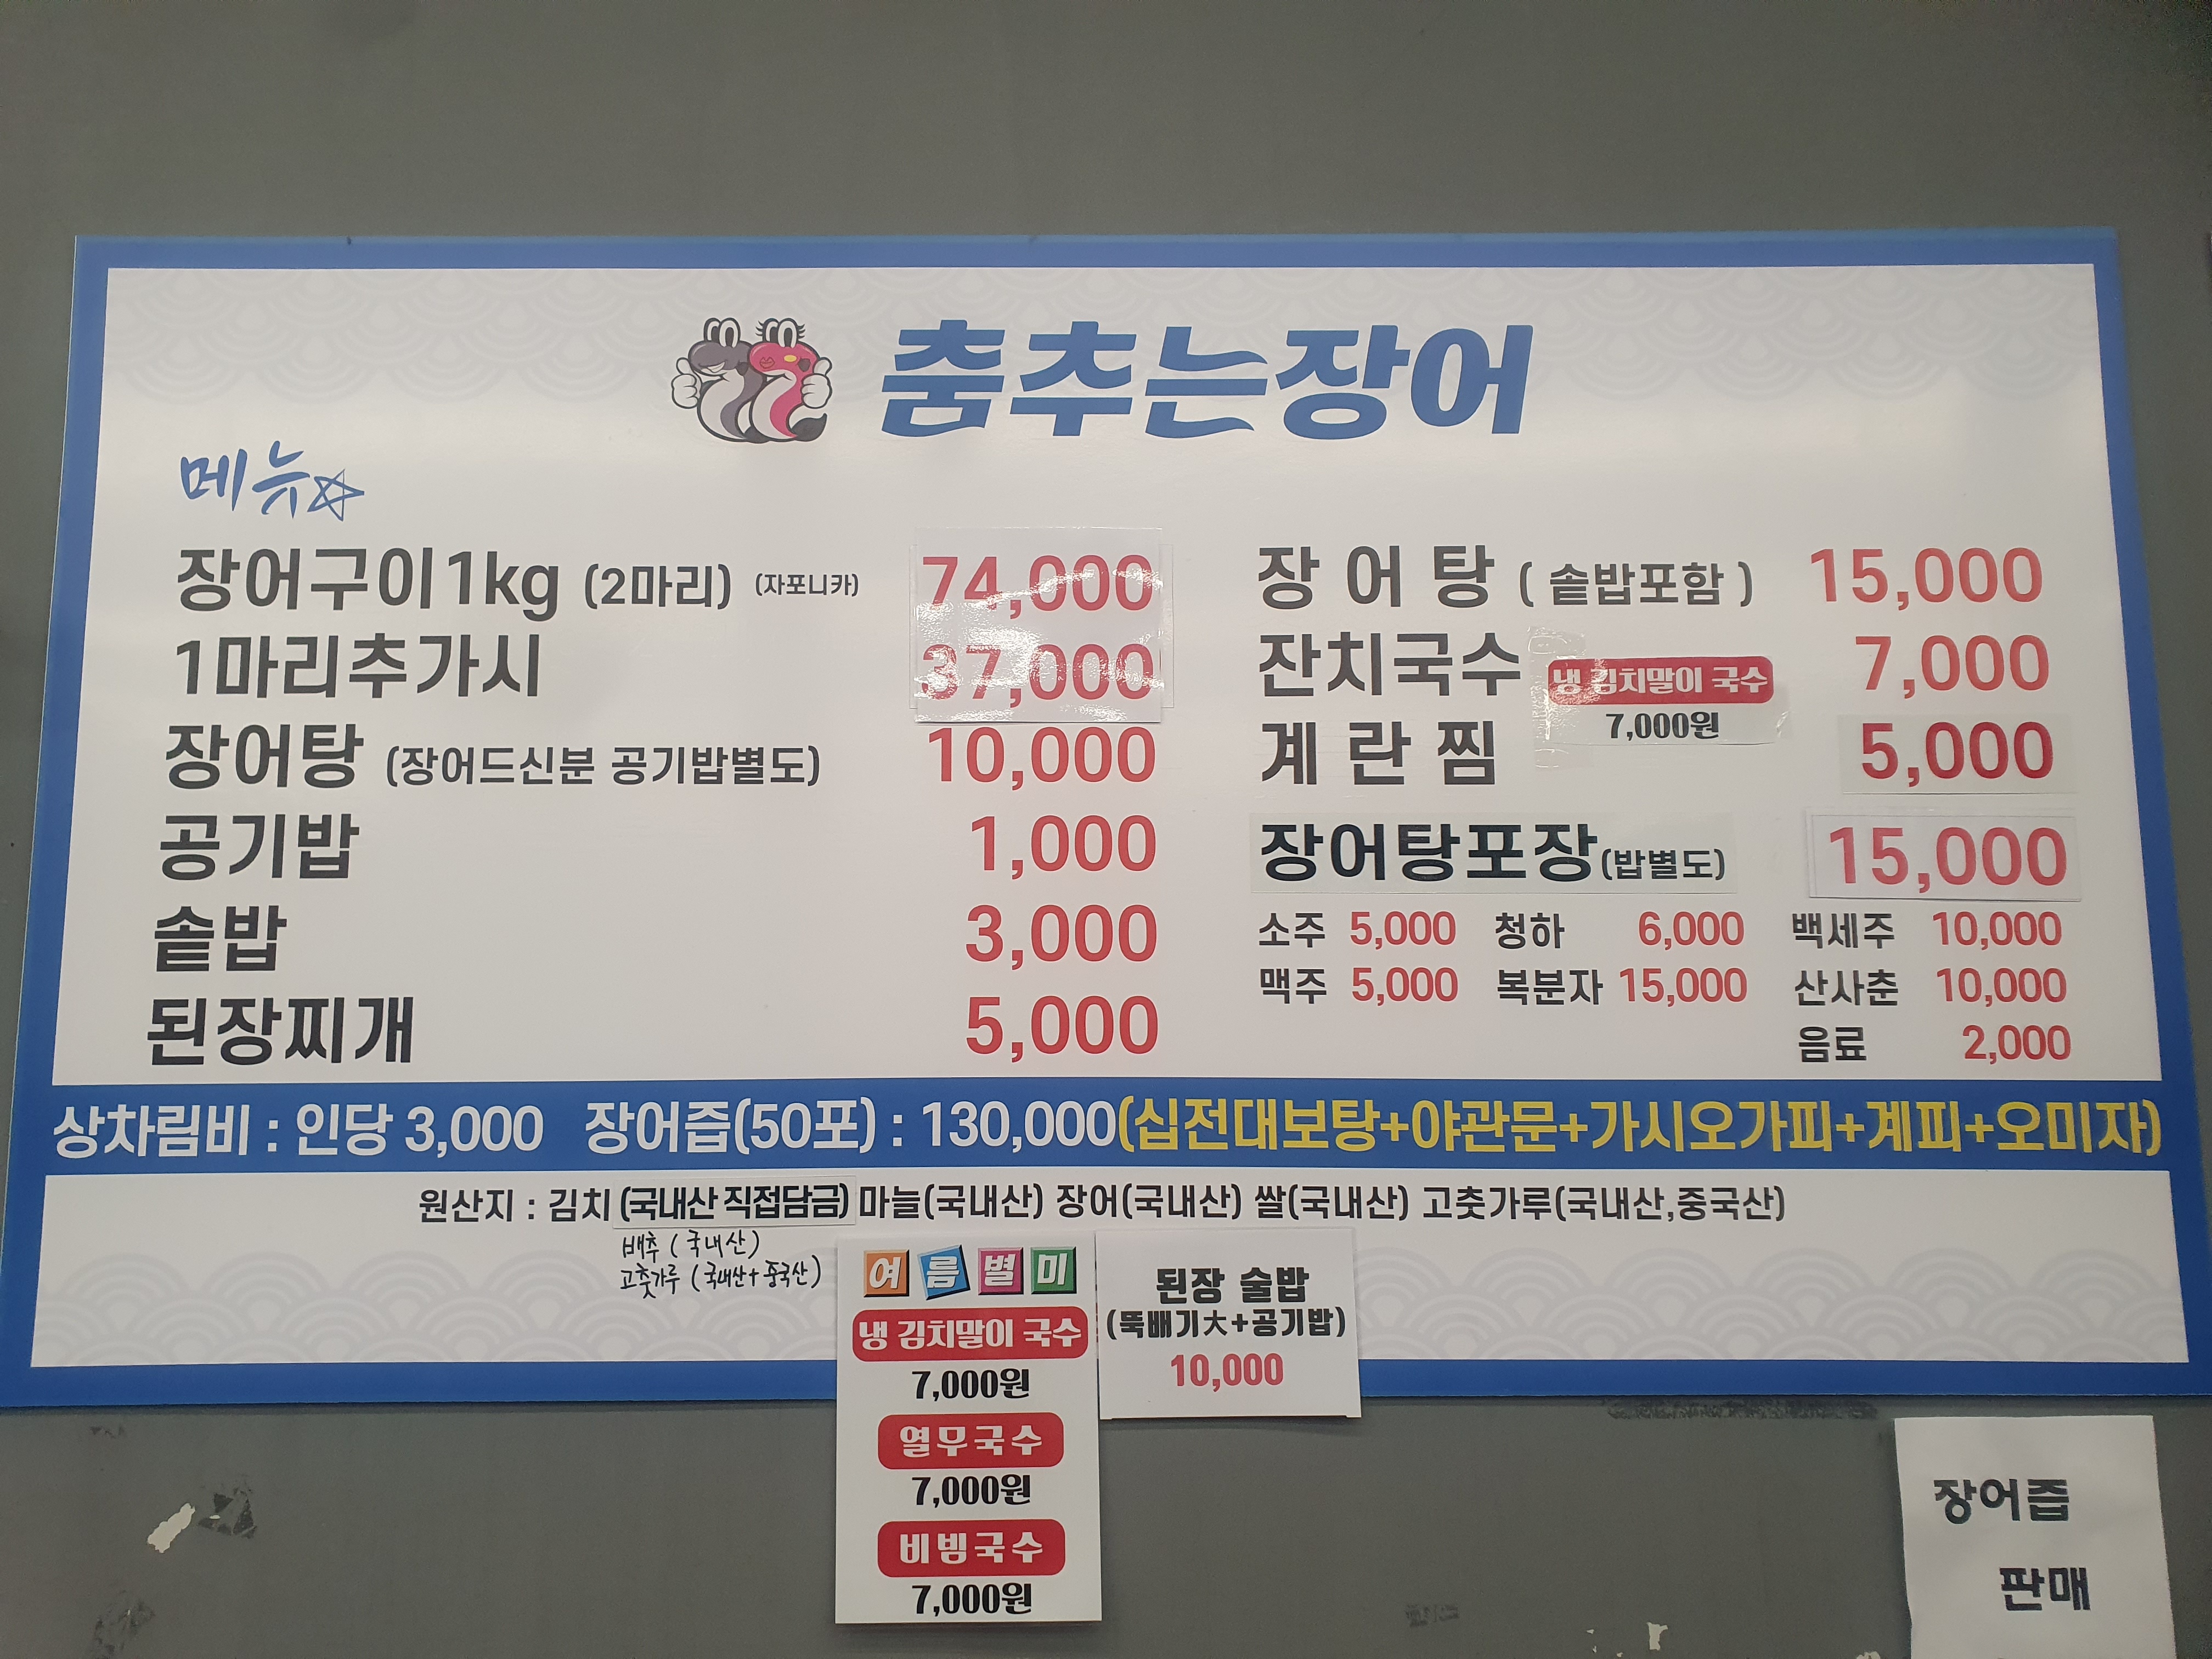 춤추는장어
메뉴
장어구이1kg (2마리) (자포니카) 74,000
1마리추가시 37,000
장어탕 (장어드신분 공기밥별도) 10,000
공기밥 1,000
솥밥 3,000
된장찌개 5,000
장어탕 ( 솥밥포함 ) 15,000
잔치국수 7,000
냉 김치말이 국수
7,000원
계란찜 5,000
장어탕포장(밥별도) 15,000
소주 5,000 청하 6,000 백세주 10,000
맥주 5,000 복분자 15,000 산사춘 10,000
음료 2,000
상차림비 : 인당 3,000 장어즙(50포) : 130,000(십전대보탕+야관문+가시오가피+계피+오미자)
원산지 : 김치 (국내산 직접담금) 마늘(국내산) 장어(국내산) 쌀(국내산) 고춧가루(국내산,중국산)
배추 (국내산)
고춧가루 (국내산+중국산)
여름별미
냉 김치말이 국수
7,000원
열무국수
7,000원
비빔국수
7,000원
된장 술밥
(뚝배기大+공기밥)
10,000
장어즙
판매